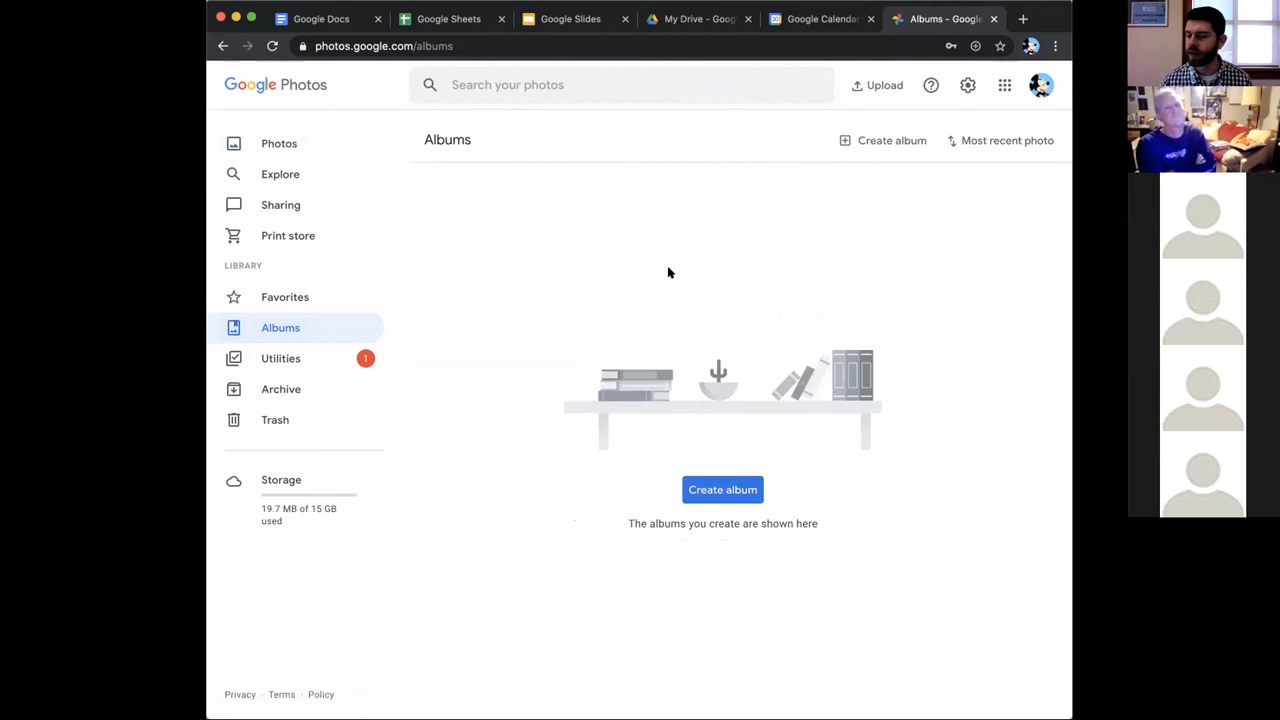 Google Docs
Google Sheets
Google Slides
My Drive - Goog
Google Calendar
Albums - Google
photos.google.com/albums
Google Photos
Search your photos
Upload
Photos
Albums
Create album
Most recent photo
Explore
Sharing
Print store
LIBRARY
Favorites
Albums
Utilities
1
Archive
Trash
Storage
19.7 MB of 15 GB
used
Create album
The albums you create are shown here
Privacy · Terms · Policy